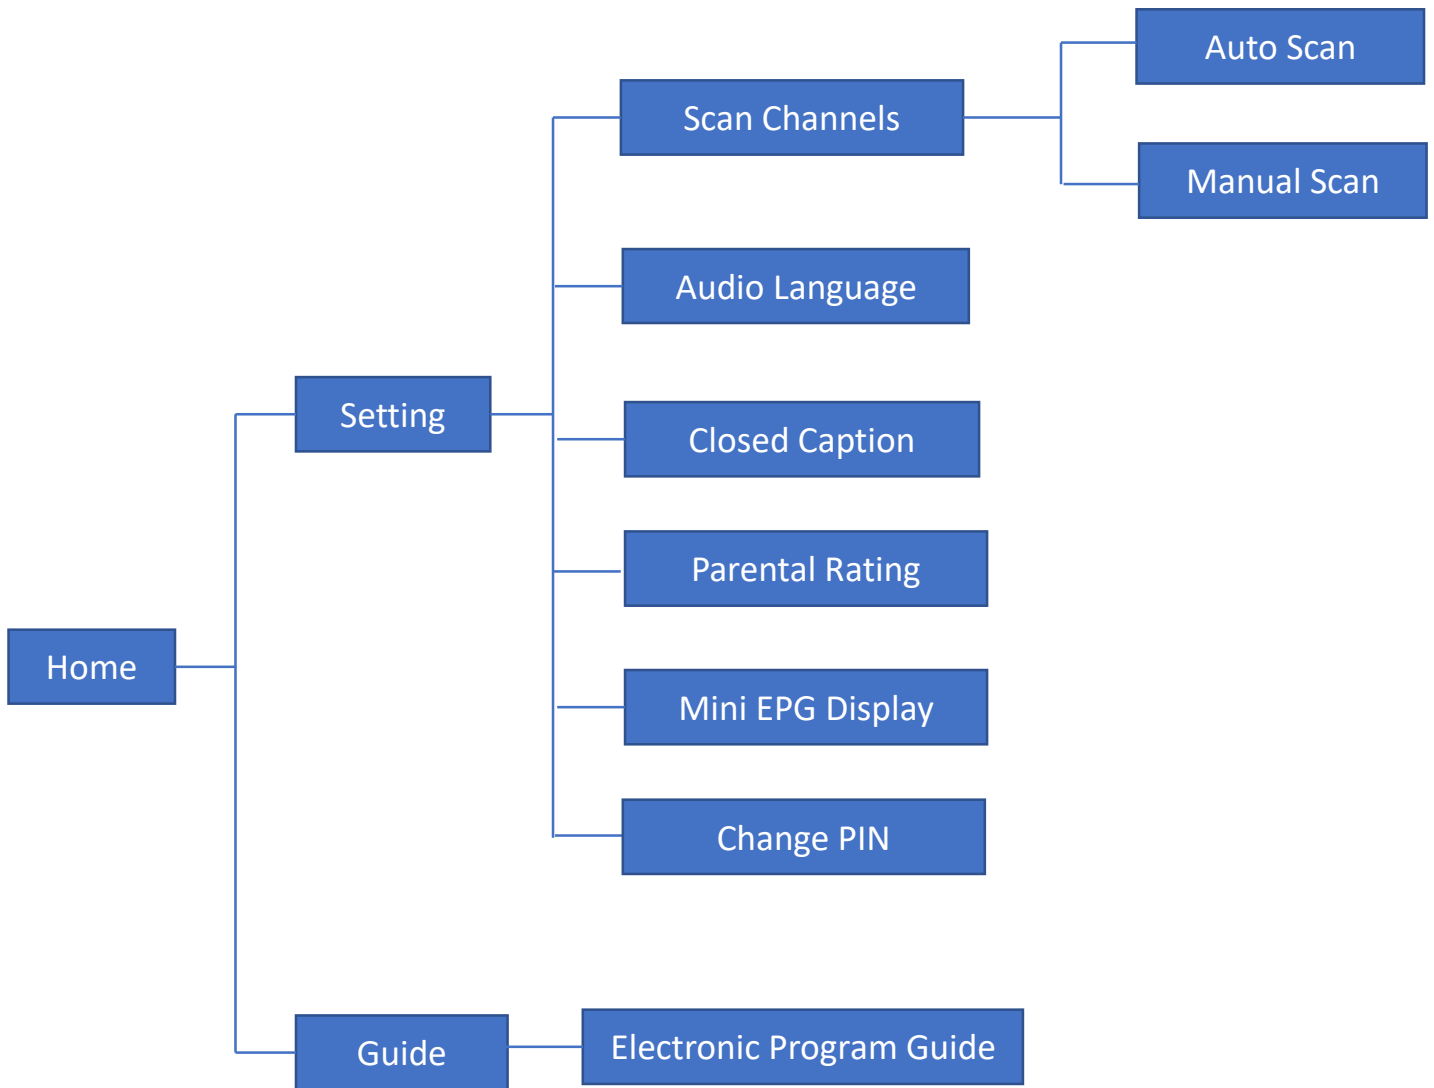 Home
Setting
Scan Channels
Auto Scan
Manual Scan
Audio Language
Closed Caption
Parental Rating
Mini EPG Display
Change PIN
Guide
Electronic Program Guide